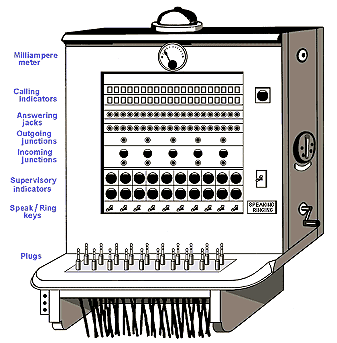 Milliampere
meter
Calling
Indicators
Answering
jacks
Outgoing
junctions
Incoming
junctions
Supervisory
indicators
Speak / Ring
keys
SPEAKING
RINGING
Plugs